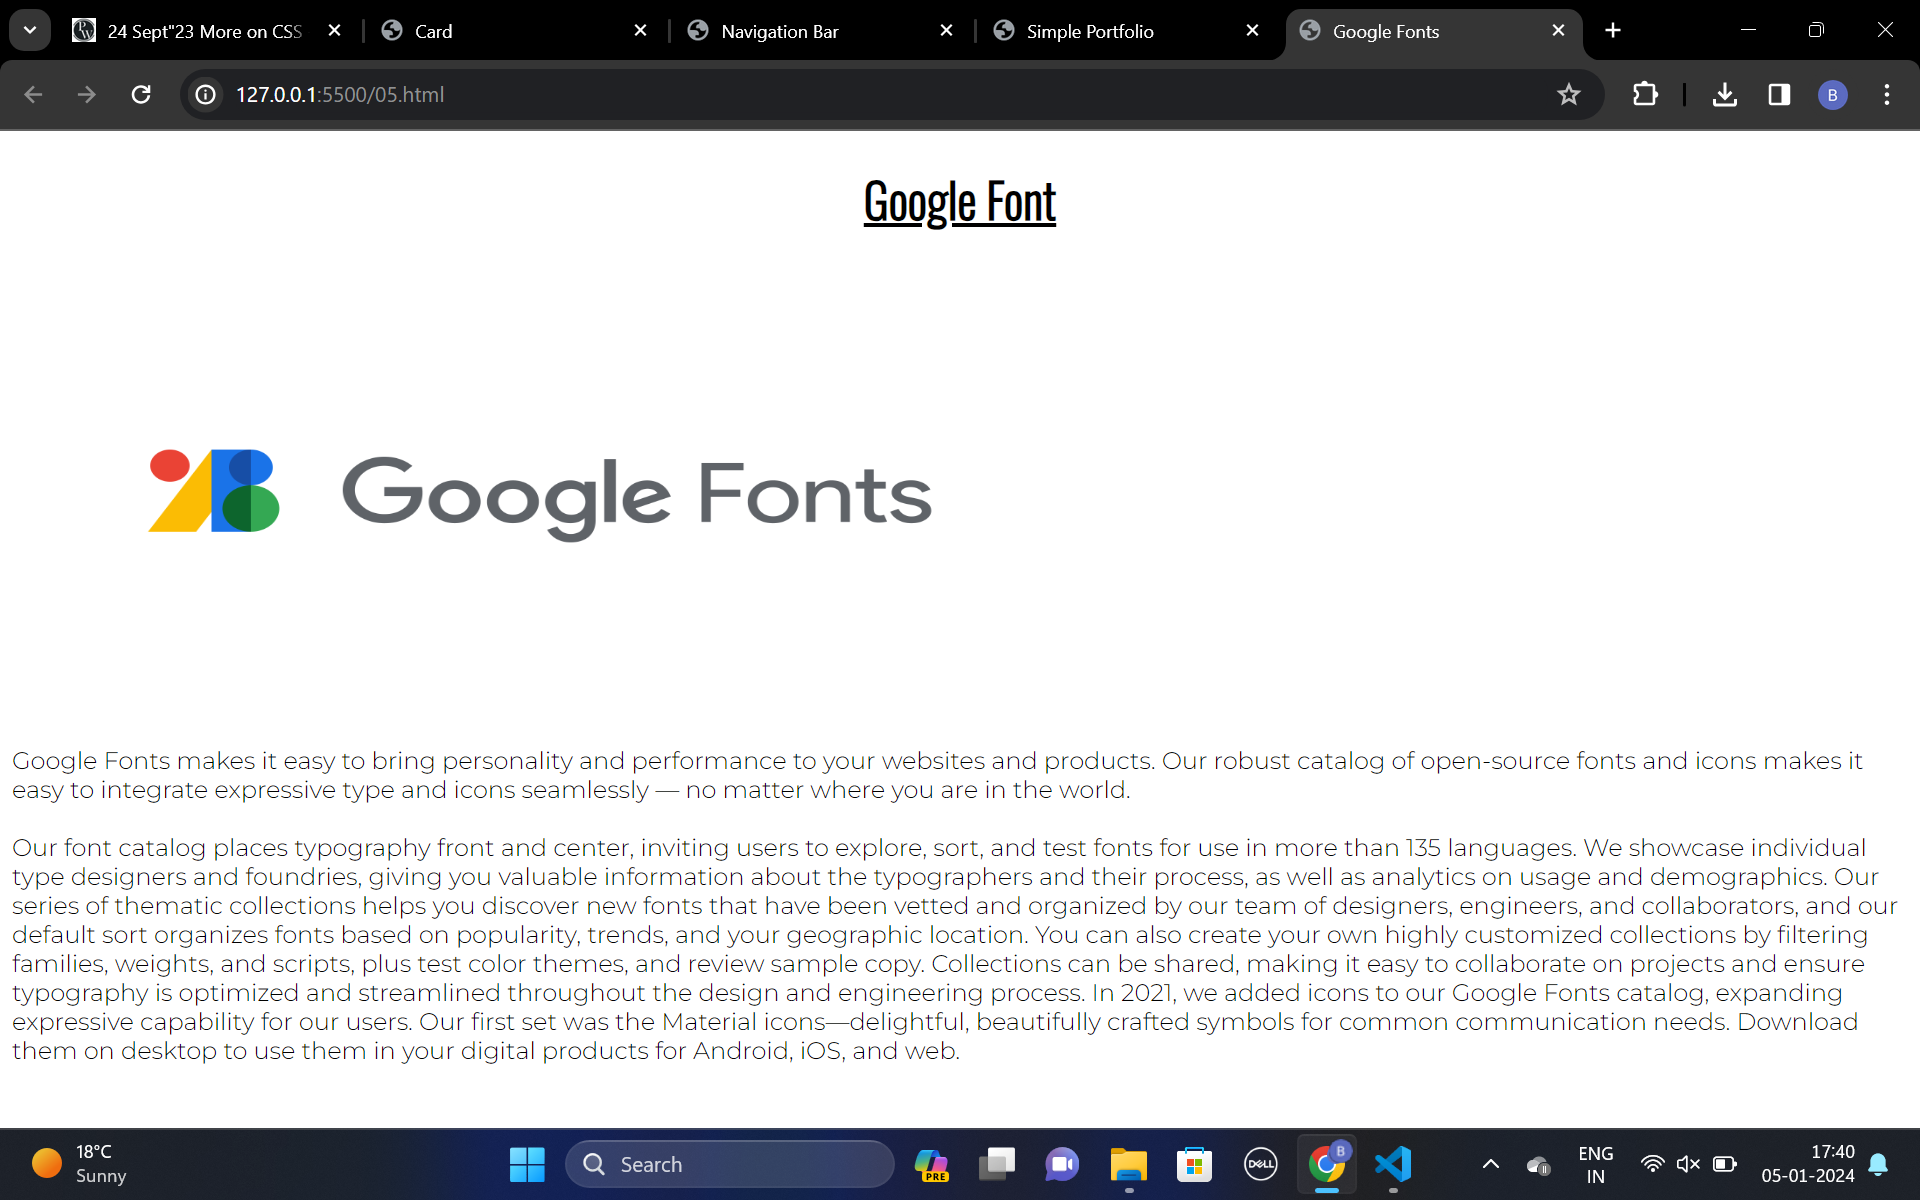 24 Sept"23 More on CSS
Card
Navigation Bar
Simple Portfolio
Google Fonts
127.0.0.1:5500/05.html
B
Google Font
Google Fonts
Google Fonts makes it easy to bring personality and performance to your websites and products. Our robust catalog of open-source fonts and icons makes it
easy to integrate expressive type and icons seamlessly — no matter where you are in the world.
Our font catalog places typography front and center, inviting users to explore, sort, and test fonts for use in more than 135 languages. We showcase individual
type designers and foundries, giving you valuable information about the typographers and their process, as well as analytics on usage and demographics. Our
series of thematic collections helps you discover new fonts that have been vetted and organized by our team of designers, engineers, and collaborators, and our
default sort organizes fonts based on popularity, trends, and your geographic location. You can also create your own highly customized collections by filtering
families, weights, and scripts, plus test color themes, and review sample copy. Collections can be shared, making it easy to collaborate on projects and ensure
typography is optimized and streamlined throughout the design and engineering process. In 2021, we added icons to our Google Fonts catalog, expanding
expressive capability for our users. Our first set was the Material icons—delightful, beautifully crafted symbols for common communication needs. Download
them on desktop to use them in your digital products for Android, iOS, and web.
18°C
Sunny
Search
PRE
DELL
B
ENG
IN
17:40
05-01-2024